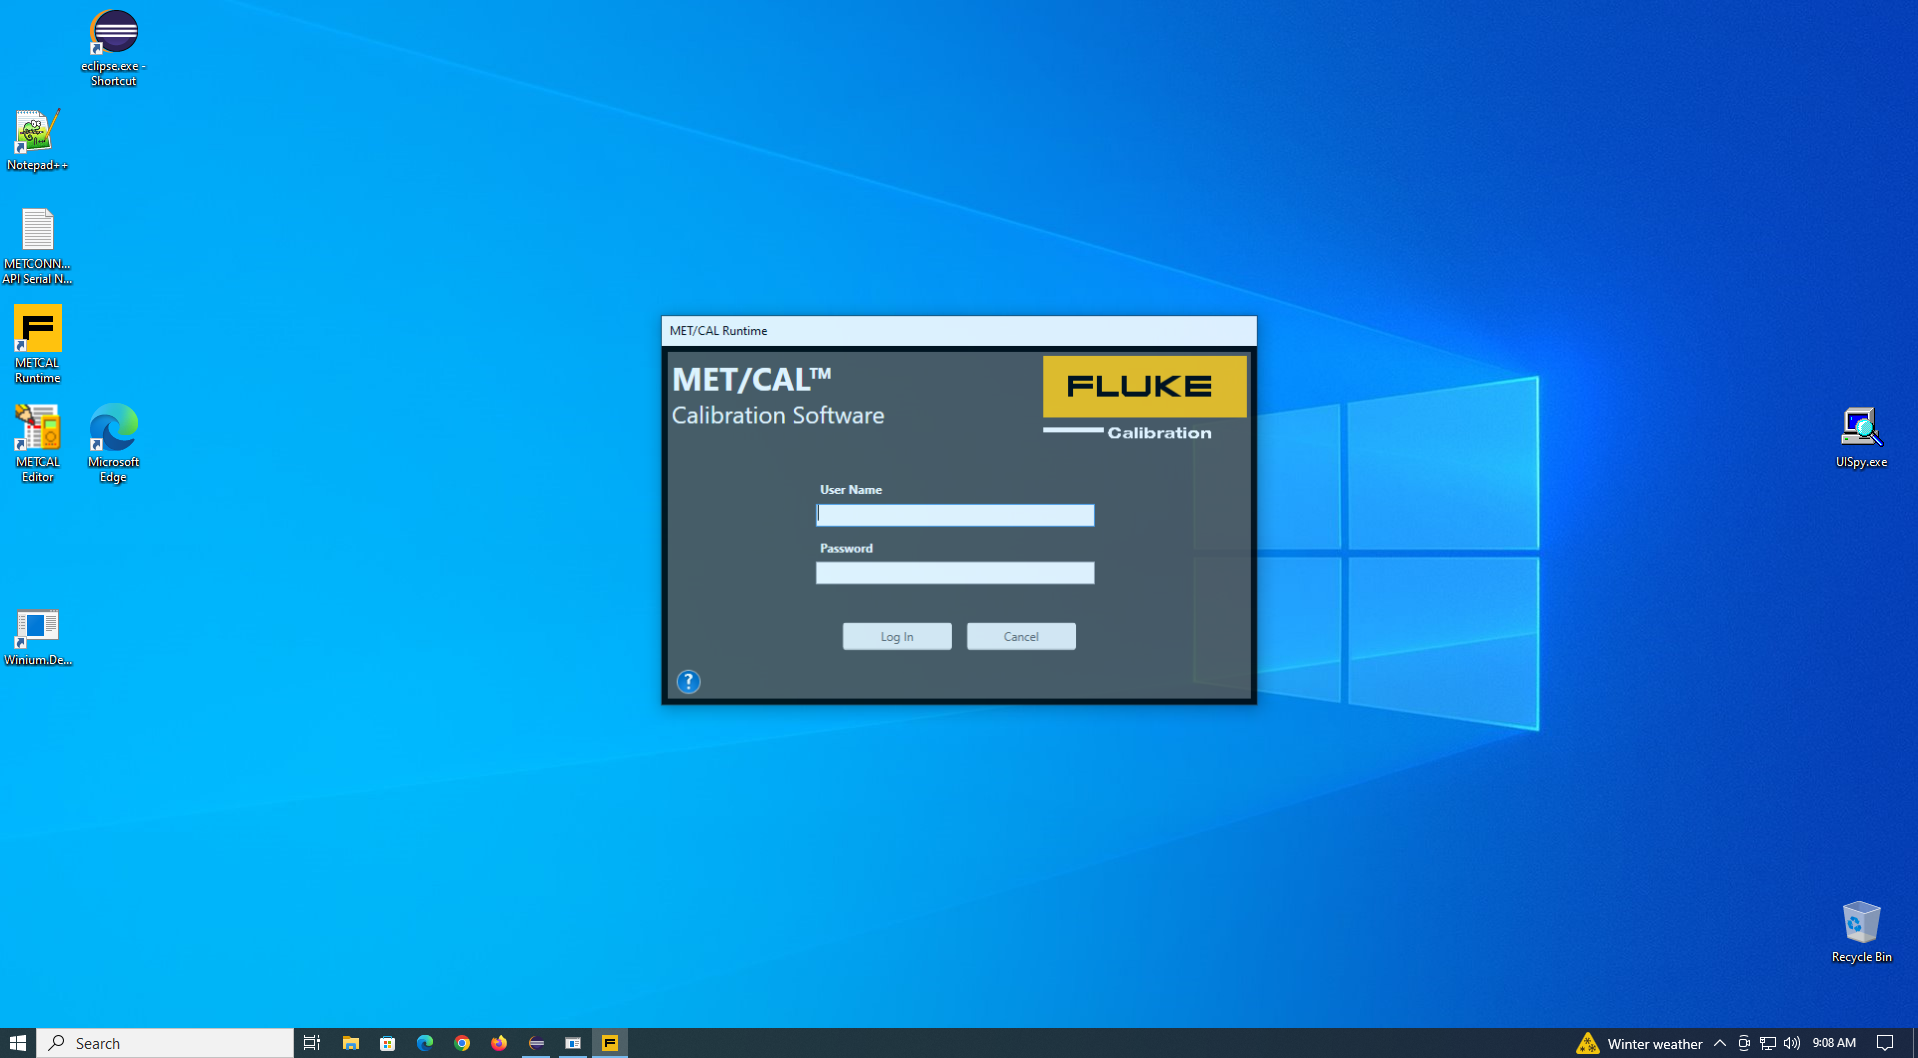 eclipse.exe -
Shortcut
Notepad++
METCONN...
API Serial N...
METCAL
Runtime
METCAL
Editor
Microsoft
Edge
Winium.De...
MET/CAL Runtime
MET/CAL™
Calibration Software
FLUKE
Calibration
User Name
Password
Log In
Cancel
?
UISpy.exe
Recycle Bin
Search
Winter weather
9:08 AM